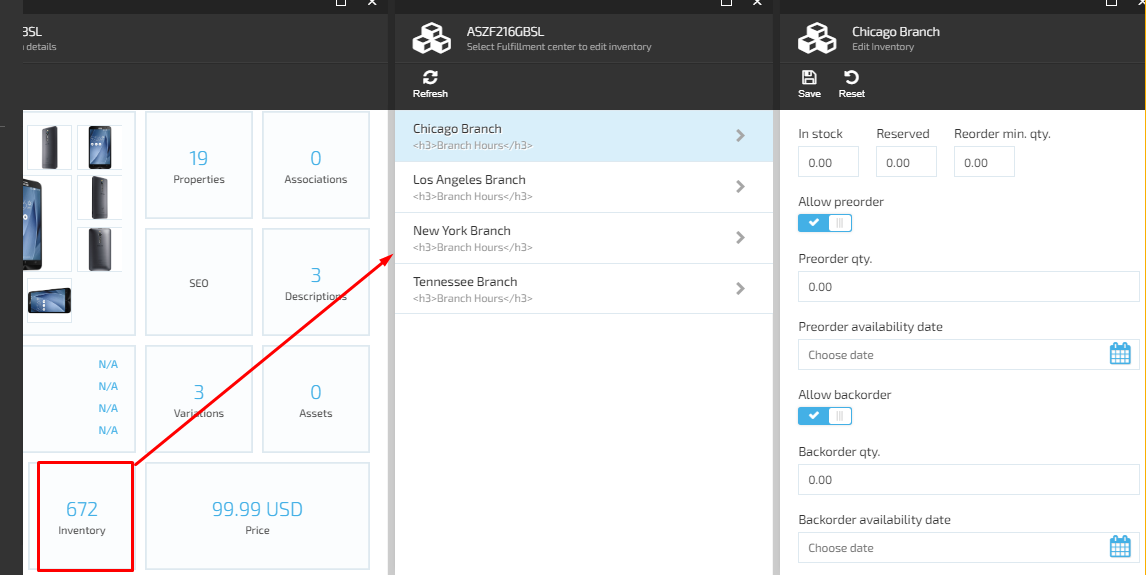 BSL
details
19
Properties
0
Associations
SEO
3
Descriptions
N/A
N/A
N/A
N/A
3
Variations
0
Assets
672
Inventory
99.99 USD
Price
ASZF216GBSL
Select Fulfillment center to edit inventory
Refresh
Chicago Branch
<h3>Branch Hours</h3>
Los Angeles Branch
<h3>Branch Hours</h3>
New York Branch
<h3>Branch Hours</h3>
Tennessee Branch
<h3>Branch Hours</h3>
Chicago Branch
Edit Inventory
Save Reset
In stock Reserved Reorder min. qty.
0.00 0.00 0.00
Allow preorder
Preorder qty.
0.00
Preorder availability date
Choose date
Allow backorder
Backorder qty.
0.00
Backorder availability date
Choose date